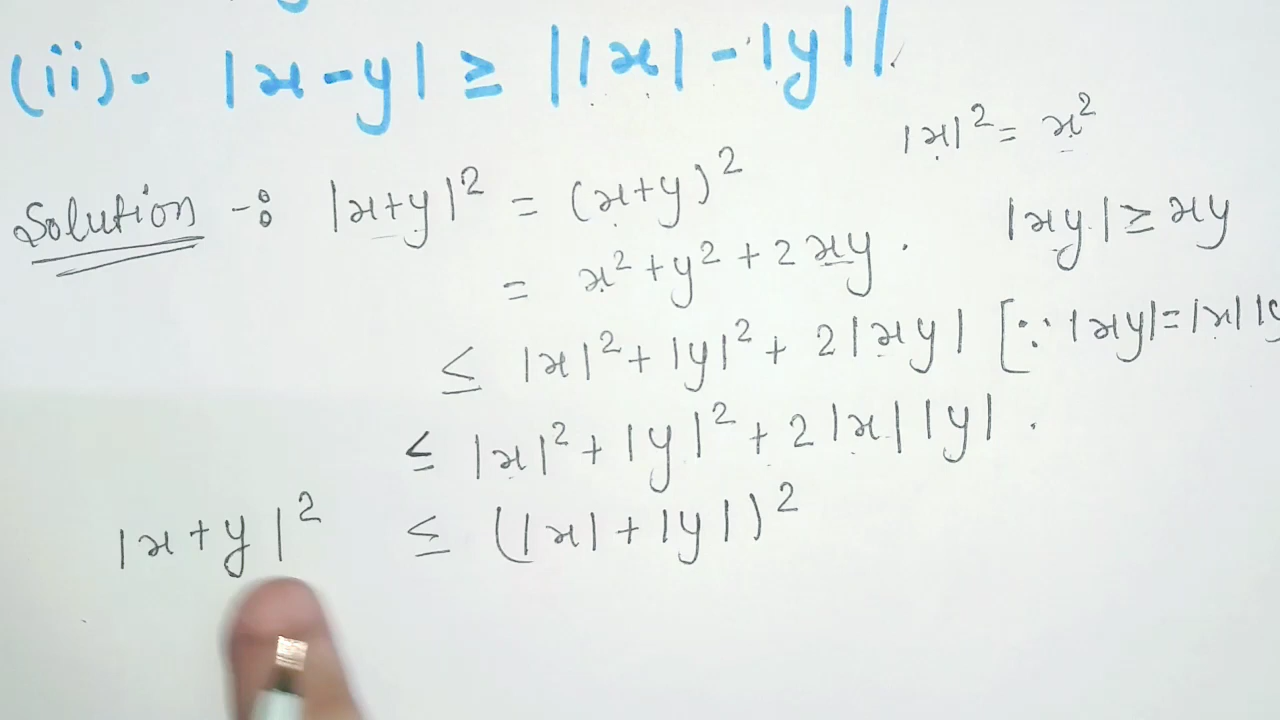 (ii)- |x-y| ≥ ||x|-|y||.
|x|² = x²
Solution -: |x+y|² = (x+y)²
|xy| ≥ xy
= x²+y²+2xy.
≤ |x|²+|y|²+2|xy| [∵ |xy|=|x||y
≤ |x|²+|y|²+2|x||y|.
|x+y|² ≤ (|x|+|y|)²